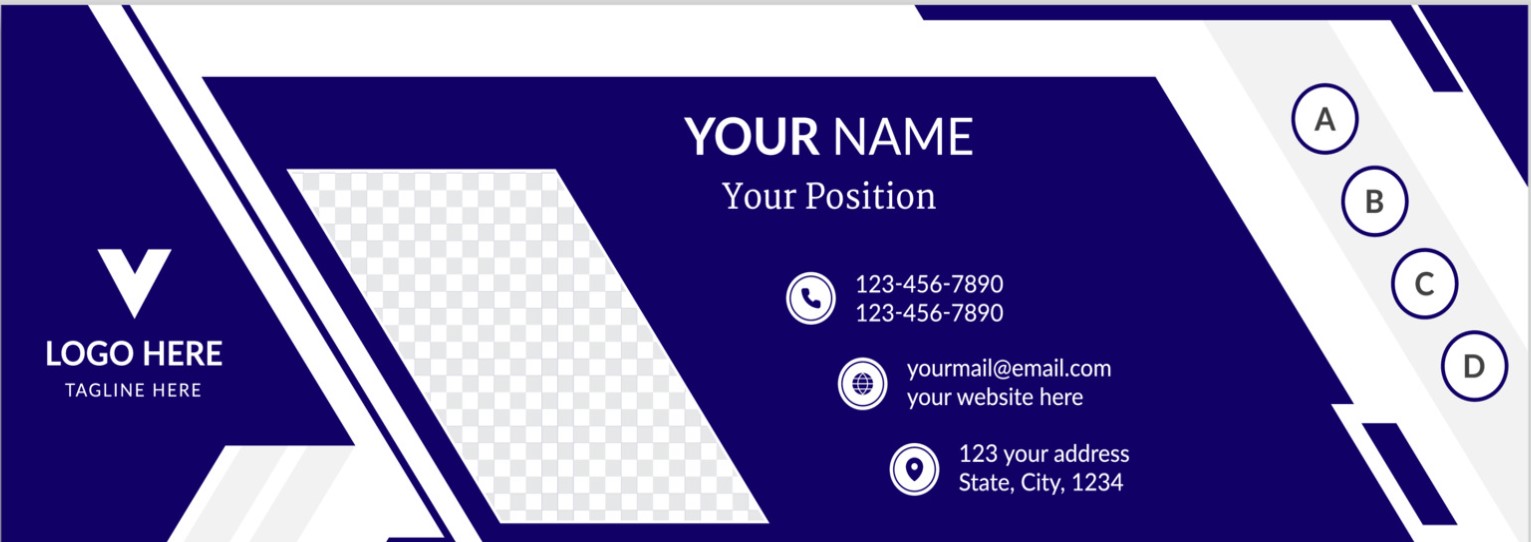 LOGO HERE
TAGLINE HERE
YOUR NAME
Your Position
123-456-7890
123-456-7890
yourmail@email.com
your website here
123 your address
State, City, 1234
A
B
C
D